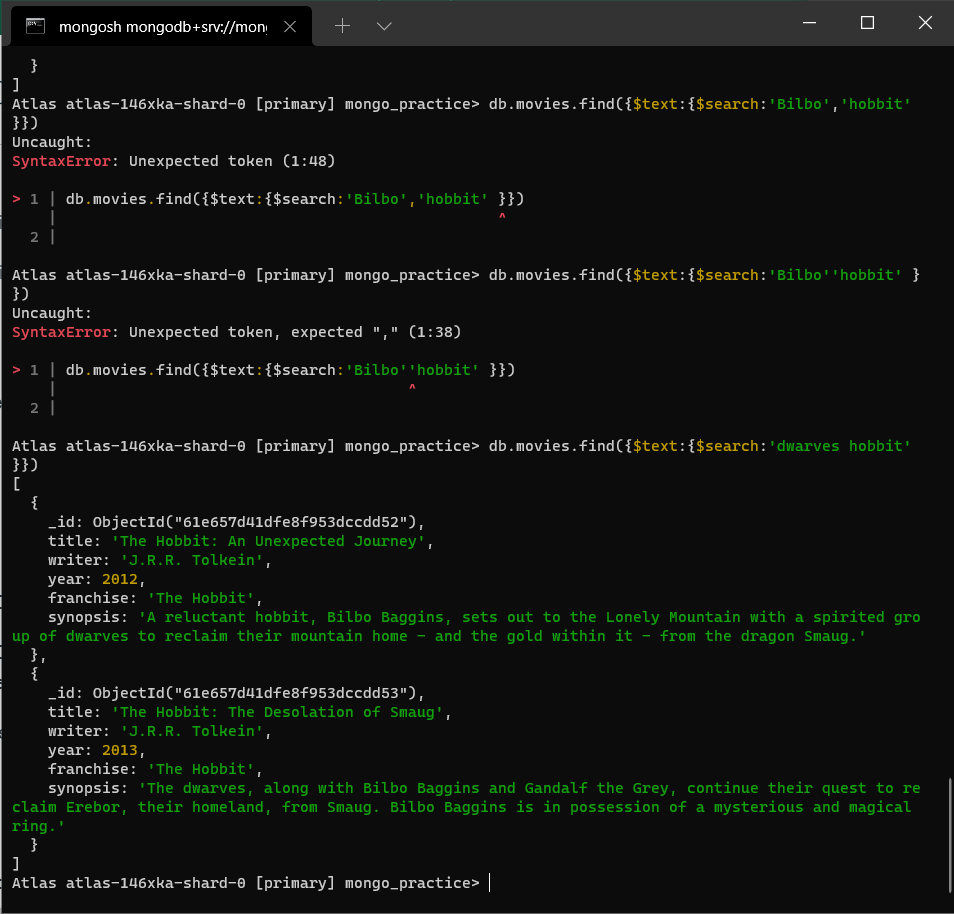 mongosh mongodb+srv://mong
  }
]
Atlas atlas-146xka-shard-0 [primary] mongo_practice> db.movies.find({$text:{$search:'Bilbo','hobbit'
}})
Uncaught:
SyntaxError: Unexpected token (1:48)
> 1 | db.movies.find({$text:{$search:'Bilbo','hobbit' }})
    |                                                 ^
  2 |
Atlas atlas-146xka-shard-0 [primary] mongo_practice> db.movies.find({$text:{$search:'Bilbo''hobbit' }
})
Uncaught:
SyntaxError: Unexpected token, expected "," (1:38)
> 1 | db.movies.find({$text:{$search:'Bilbo''hobbit' }})
    |                                       ^
  2 |
Atlas atlas-146xka-shard-0 [primary] mongo_practice> db.movies.find({$text:{$search:'dwarves hobbit'
}})
[
  {
    _id: ObjectId("61e657d41dfe8f953dccdd52"),
    title: 'The Hobbit: An Unexpected Journey',
    writer: 'J.R.R. Tolkein',
    year: 2012,
    franchise: 'The Hobbit',
    synopsis: 'A reluctant hobbit, Bilbo Baggins, sets out to the Lonely Mountain with a spirited gro
up of dwarves to reclaim their mountain home - and the gold within it - from the dragon Smaug.'
  },
  {
    _id: ObjectId("61e657d41dfe8f953dccdd53"),
    title: 'The Hobbit: The Desolation of Smaug',
    writer: 'J.R.R. Tolkein',
    year: 2013,
    franchise: 'The Hobbit',
    synopsis: 'The dwarves, along with Bilbo Baggins and Gandalf the Grey, continue their quest to re
claim Erebor, their homeland, from Smaug. Bilbo Baggins is in possession of a mysterious and magical
ring.'
  }
]
Atlas atlas-146xka-shard-0 [primary] mongo_practice>